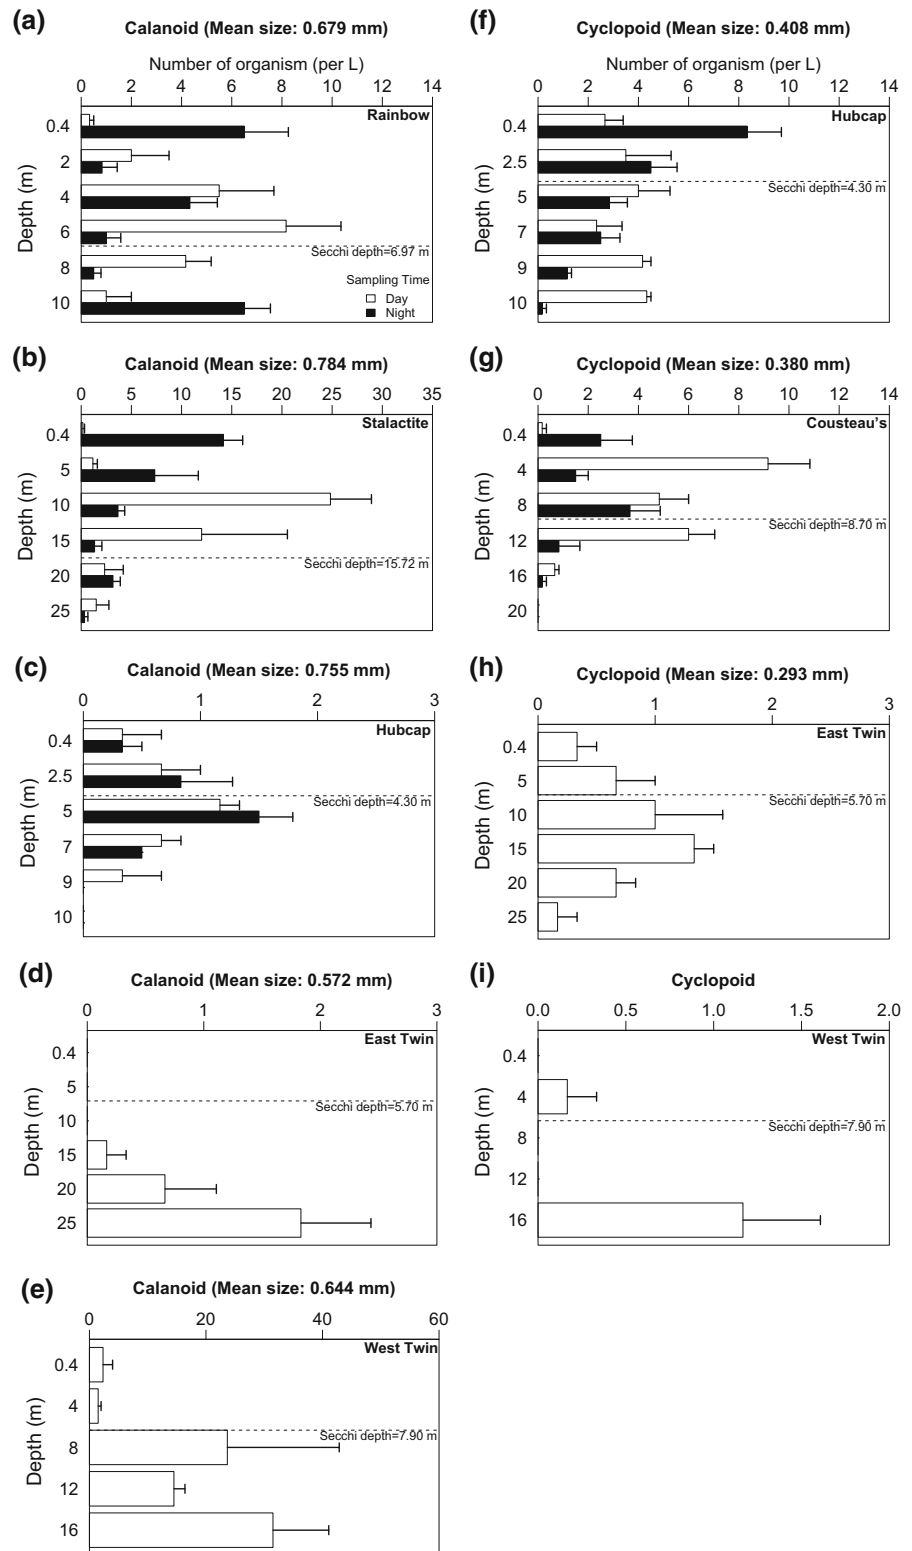 (a)
Calanoid (Mean size: 0.679 mm)
Number of organism (per L)
0 2 4 6 8 10 12 14
Rainbow
Depth (m)
0.4
2
4
6
Secchi depth=6.97 m
8
Sampling Time
Day
Night
10
(b)
Calanoid (Mean size: 0.784 mm)
0 5 10 15 20 25 30 35
Stalactite
Depth (m)
0.4
5
10
15
Secchi depth=15.72 m
20
25
(c)
Calanoid (Mean size: 0.755 mm)
0 1 2 3
Hubcap
Depth (m)
0.4
2.5
Secchi depth=4.30 m
5
7
9
10
(d)
Calanoid (Mean size: 0.572 mm)
0 1 2 3
East Twin
Depth (m)
0.4
5
Secchi depth=5.70 m
10
15
20
25
(e)
Calanoid (Mean size: 0.644 mm)
0 20 40 60
West Twin
Depth (m)
0.4
4
Secchi depth=7.90 m
8
12
16
(f)
Cyclopoid (Mean size: 0.408 mm)
Number of organism (per L)
0 2 4 6 8 10 12 14
Hubcap
Depth (m)
0.4
2.5
Secchi depth=4.30 m
5
7
9
10
(g)
Cyclopoid (Mean size: 0.380 mm)
0 2 4 6 8 10 12 14
Cousteau's
Depth (m)
0.4
4
8
Secchi depth=8.70 m
12
16
20
(h)
Cyclopoid (Mean size: 0.293 mm)
0 1 2 3
East Twin
Depth (m)
0.4
5
Secchi depth=5.70 m
10
15
20
25
(i)
Cyclopoid
0.0 0.5 1.0 1.5 2.0
West Twin
Depth (m)
0.4
4
Secchi depth=7.90 m
8
12
16